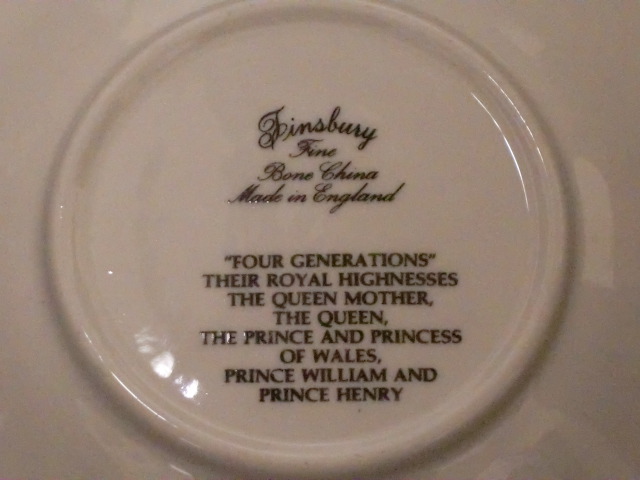 Finsbury
Fine
Bone China
Made in England
"FOUR GENERATIONS"
THEIR ROYAL HIGHNESSES
THE QUEEN MOTHER,
THE QUEEN,
THE PRINCE AND PRINCESS
OF WALES,
PRINCE WILLIAM AND
PRINCE HENRY